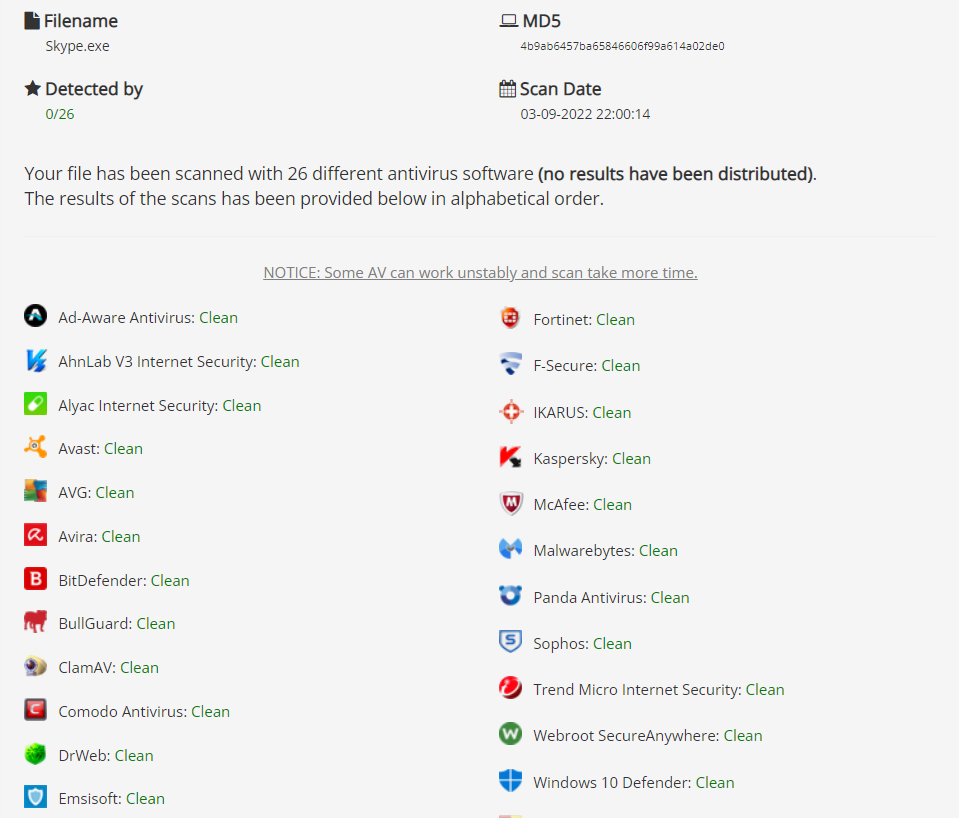 Filename
Skype.exe
MD5
4b9ab6457ba65846606f99a614a02de0
Detected by
0/26
Scan Date
03-09-2022 22:00:14
Your file has been scanned with 26 different antivirus software (no results have been distributed).
The results of the scans has been provided below in alphabetical order.
NOTICE: Some AV can work unstably and scan take more time.
Ad-Aware Antivirus: Clean
AhnLab V3 Internet Security: Clean
Alyac Internet Security: Clean
Avast: Clean
AVG: Clean
Avira: Clean
BitDefender: Clean
BullGuard: Clean
ClamAV: Clean
Comodo Antivirus: Clean
DrWeb: Clean
Emsisoft: Clean
Fortinet: Clean
F-Secure: Clean
IKARUS: Clean
Kaspersky: Clean
McAfee: Clean
Malwarebytes: Clean
Panda Antivirus: Clean
Sophos: Clean
Trend Micro Internet Security: Clean
Webroot SecureAnywhere: Clean
Windows 10 Defender: Clean